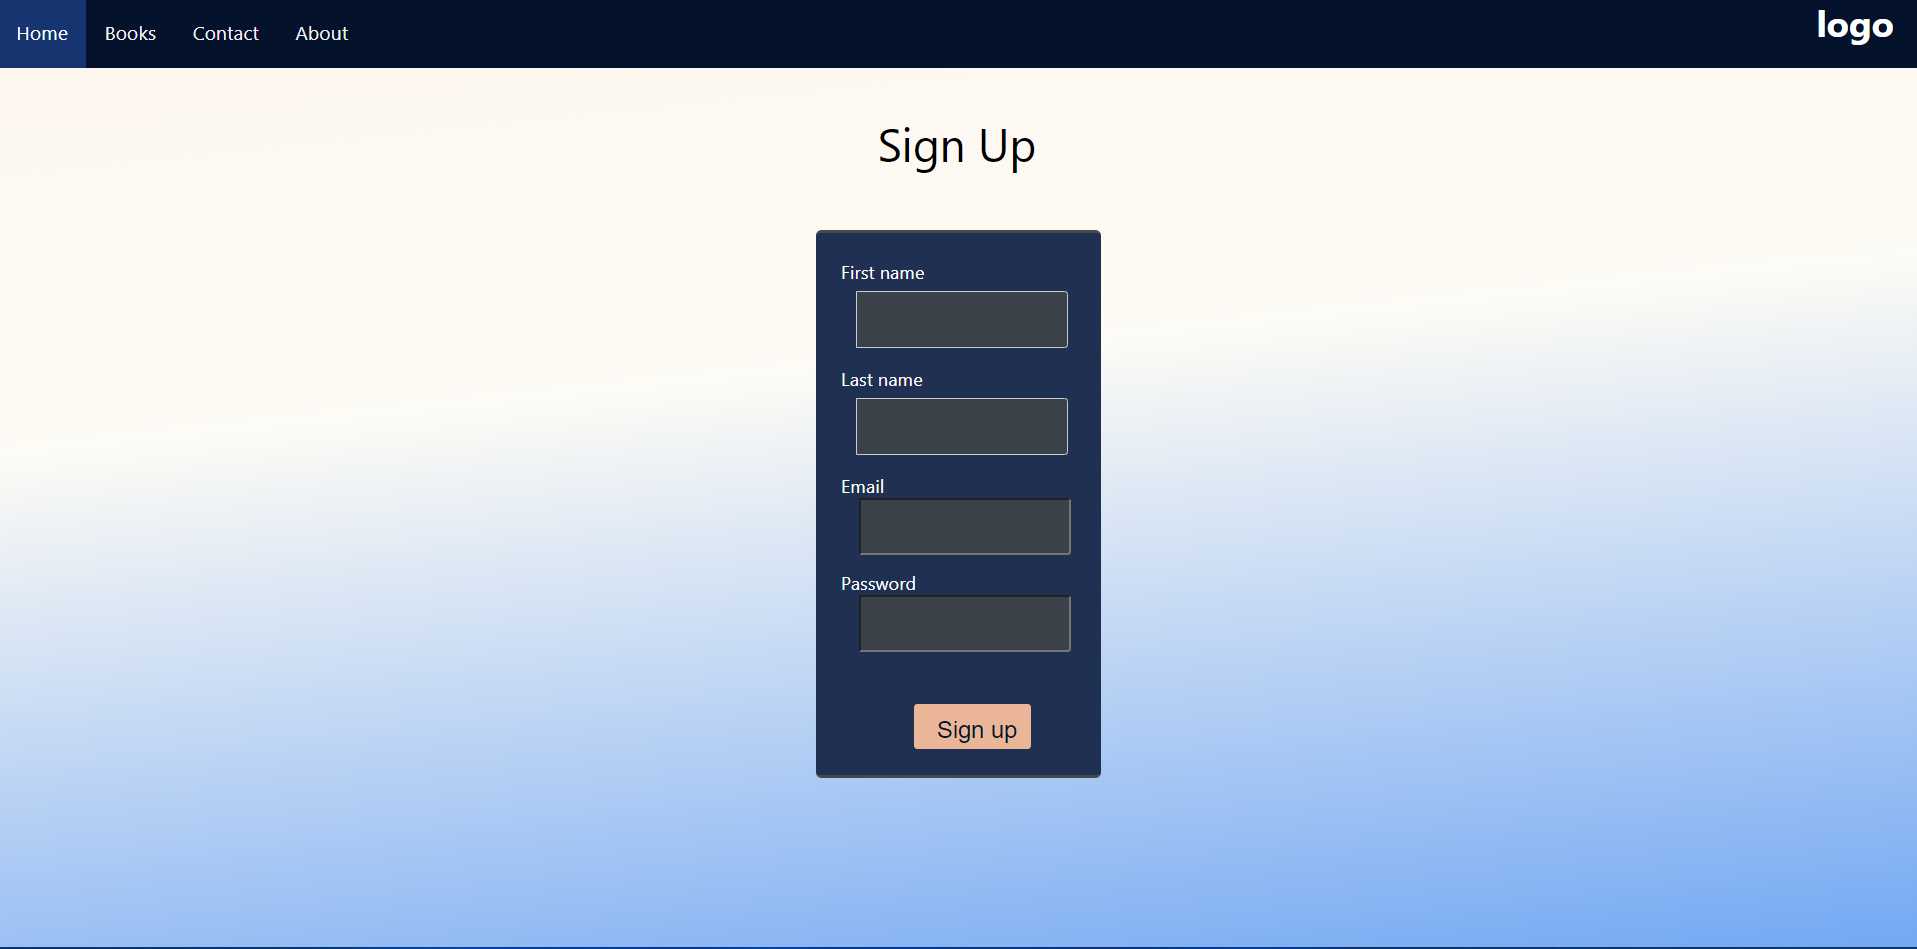 Home Books Contact About logo
Sign Up
First name
Last name
Email
Password
Sign up